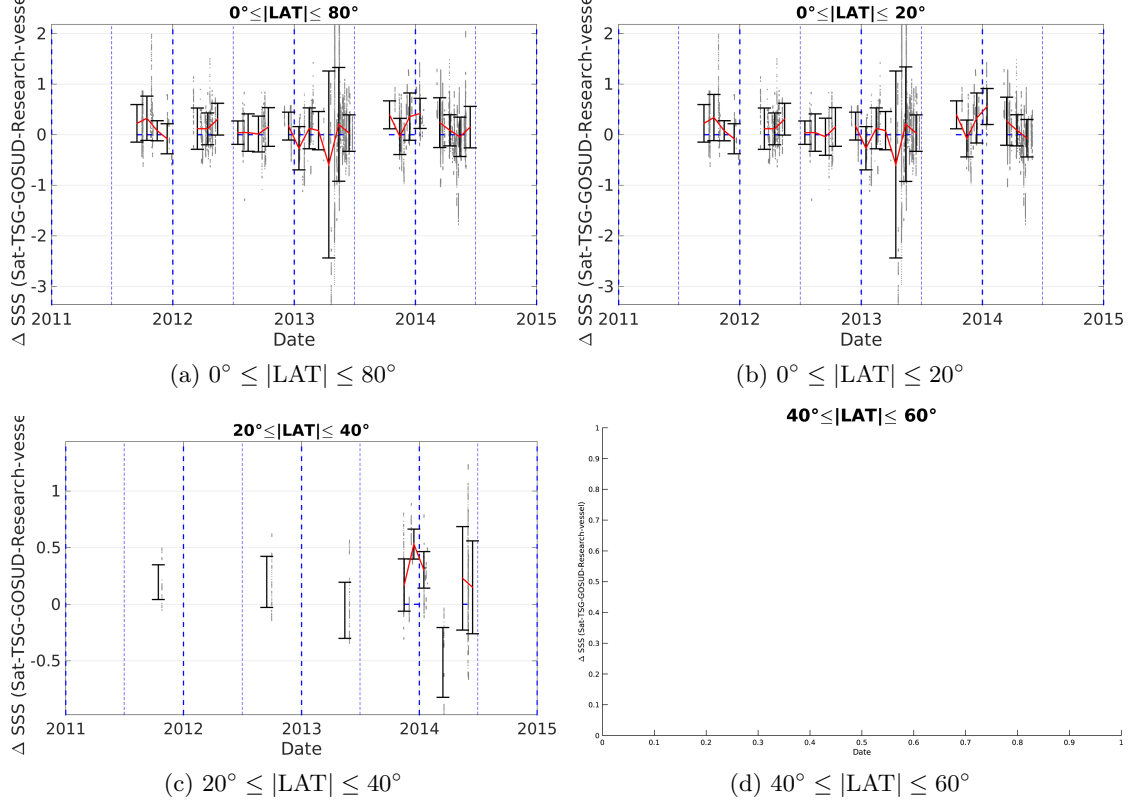 0°≤|LAT|≤ 80°
Δ SSS (Sat-TSG-GOSUD-Research-vessel
2
1
0
-1
-2
-3
2011 2012 2013 2014 2015
Date
(a) 0° ≤ |LAT| ≤ 80°
0°≤|LAT|≤ 20°
Δ SSS (Sat-TSG-GOSUD-Research-vessel
2
1
0
-1
-2
-3
2011 2012 2013 2014 2015
Date
(b) 0° ≤ |LAT| ≤ 20°
20°≤|LAT|≤ 40°
Δ SSS (Sat-TSG-GOSUD-Research-vesse
1
0.5
0
-0.5
2011 2012 2013 2014 2015
Date
(c) 20° ≤ |LAT| ≤ 40°
40°≤|LAT|≤ 60°
Δ SSS (Sat-TSG-GOSUD-Research-vessel)
1
0.9
0.8
0.7
0.6
0.5
0.4
0.3
0.2
0.1
0
0 0.1 0.2 0.3 0.4 0.5 0.6 0.7 0.8 0.9 1
Date
(d) 40° ≤ |LAT| ≤ 60°